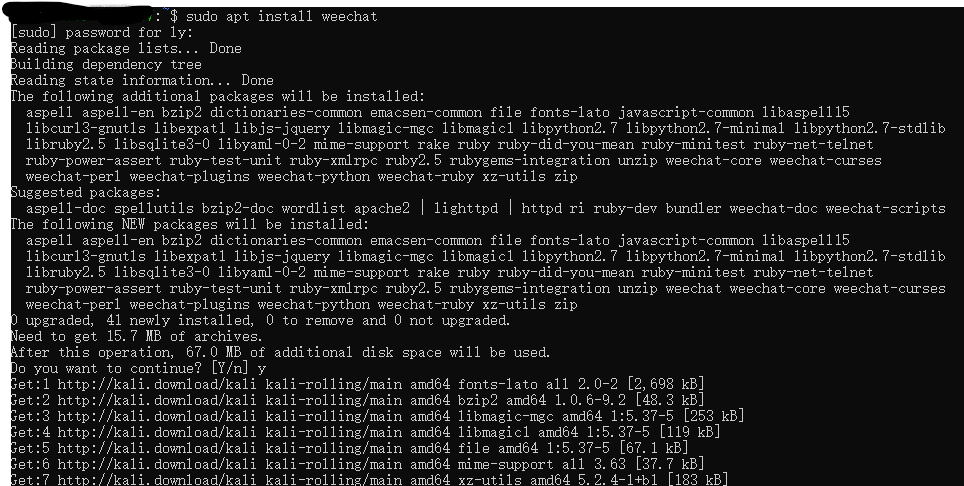 :~$ sudo apt install weechat
[sudo] password for ly:
Reading package lists... Done
Building dependency tree
Reading state information... Done
The following additional packages will be installed:
aspell aspell-en bzip2 dictionaries-common emacsen-common file fonts-lato javascript-common libaspell15
libcurl3-gnutls libexpat1 libjs-jquery libmagic-mgc libmagic1 libpython2.7 libpython2.7-minimal libpython2.7-stdlib
libruby2.5 libsqlite3-0 libyaml-0-2 mime-support rake ruby ruby-did-you-mean ruby-minitest ruby-net-telnet
ruby-power-assert ruby-test-unit ruby-xmlrpc ruby2.5 rubygems-integration unzip weechat-core weechat-curses
weechat-perl weechat-plugins weechat-python weechat-ruby xz-utils zip
Suggested packages:
aspell-doc spellutils bzip2-doc wordlist apache2 | lighttpd | httpd ri ruby-dev bundler weechat-doc weechat-scripts
The following NEW packages will be installed:
aspell aspell-en bzip2 dictionaries-common emacsen-common file fonts-lato javascript-common libaspell15
libcurl3-gnutls libexpat1 libjs-jquery libmagic-mgc libmagic1 libpython2.7 libpython2.7-minimal libpython2.7-stdlib
libruby2.5 libsqlite3-0 libyaml-0-2 mime-support rake ruby ruby-did-you-mean ruby-minitest ruby-net-telnet
ruby-power-assert ruby-test-unit ruby-xmlrpc ruby2.5 rubygems-integration unzip weechat weechat-core weechat-curses
weechat-perl weechat-plugins weechat-python weechat-ruby xz-utils zip
0 upgraded, 41 newly installed, 0 to remove and 0 not upgraded.
Need to get 15.7 MB of archives.
After this operation, 67.0 MB of additional disk space will be used.
Do you want to continue? [Y/n] y
Get:1 http://kali.download/kali kali-rolling/main amd64 fonts-lato all 2.0-2 [2,698 kB]
Get:2 http://kali.download/kali kali-rolling/main amd64 bzip2 amd64 1.0.6-9.2 [48.3 kB]
Get:3 http://kali.download/kali kali-rolling/main amd64 libmagic-mgc amd64 1:5.37-5 [253 kB]
Get:4 http://kali.download/kali kali-rolling/main amd64 libmagic1 amd64 1:5.37-5 [119 kB]
Get:5 http://kali.download/kali kali-rolling/main amd64 file amd64 1:5.37-5 [67.1 kB]
Get:6 http://kali.download/kali kali-rolling/main amd64 mime-support all 3.63 [37.7 kB]
Get:7 http://kali.download/kali kali-rolling/main amd64 xz-utils amd64 5.2.4-1+b1 [183 kB]